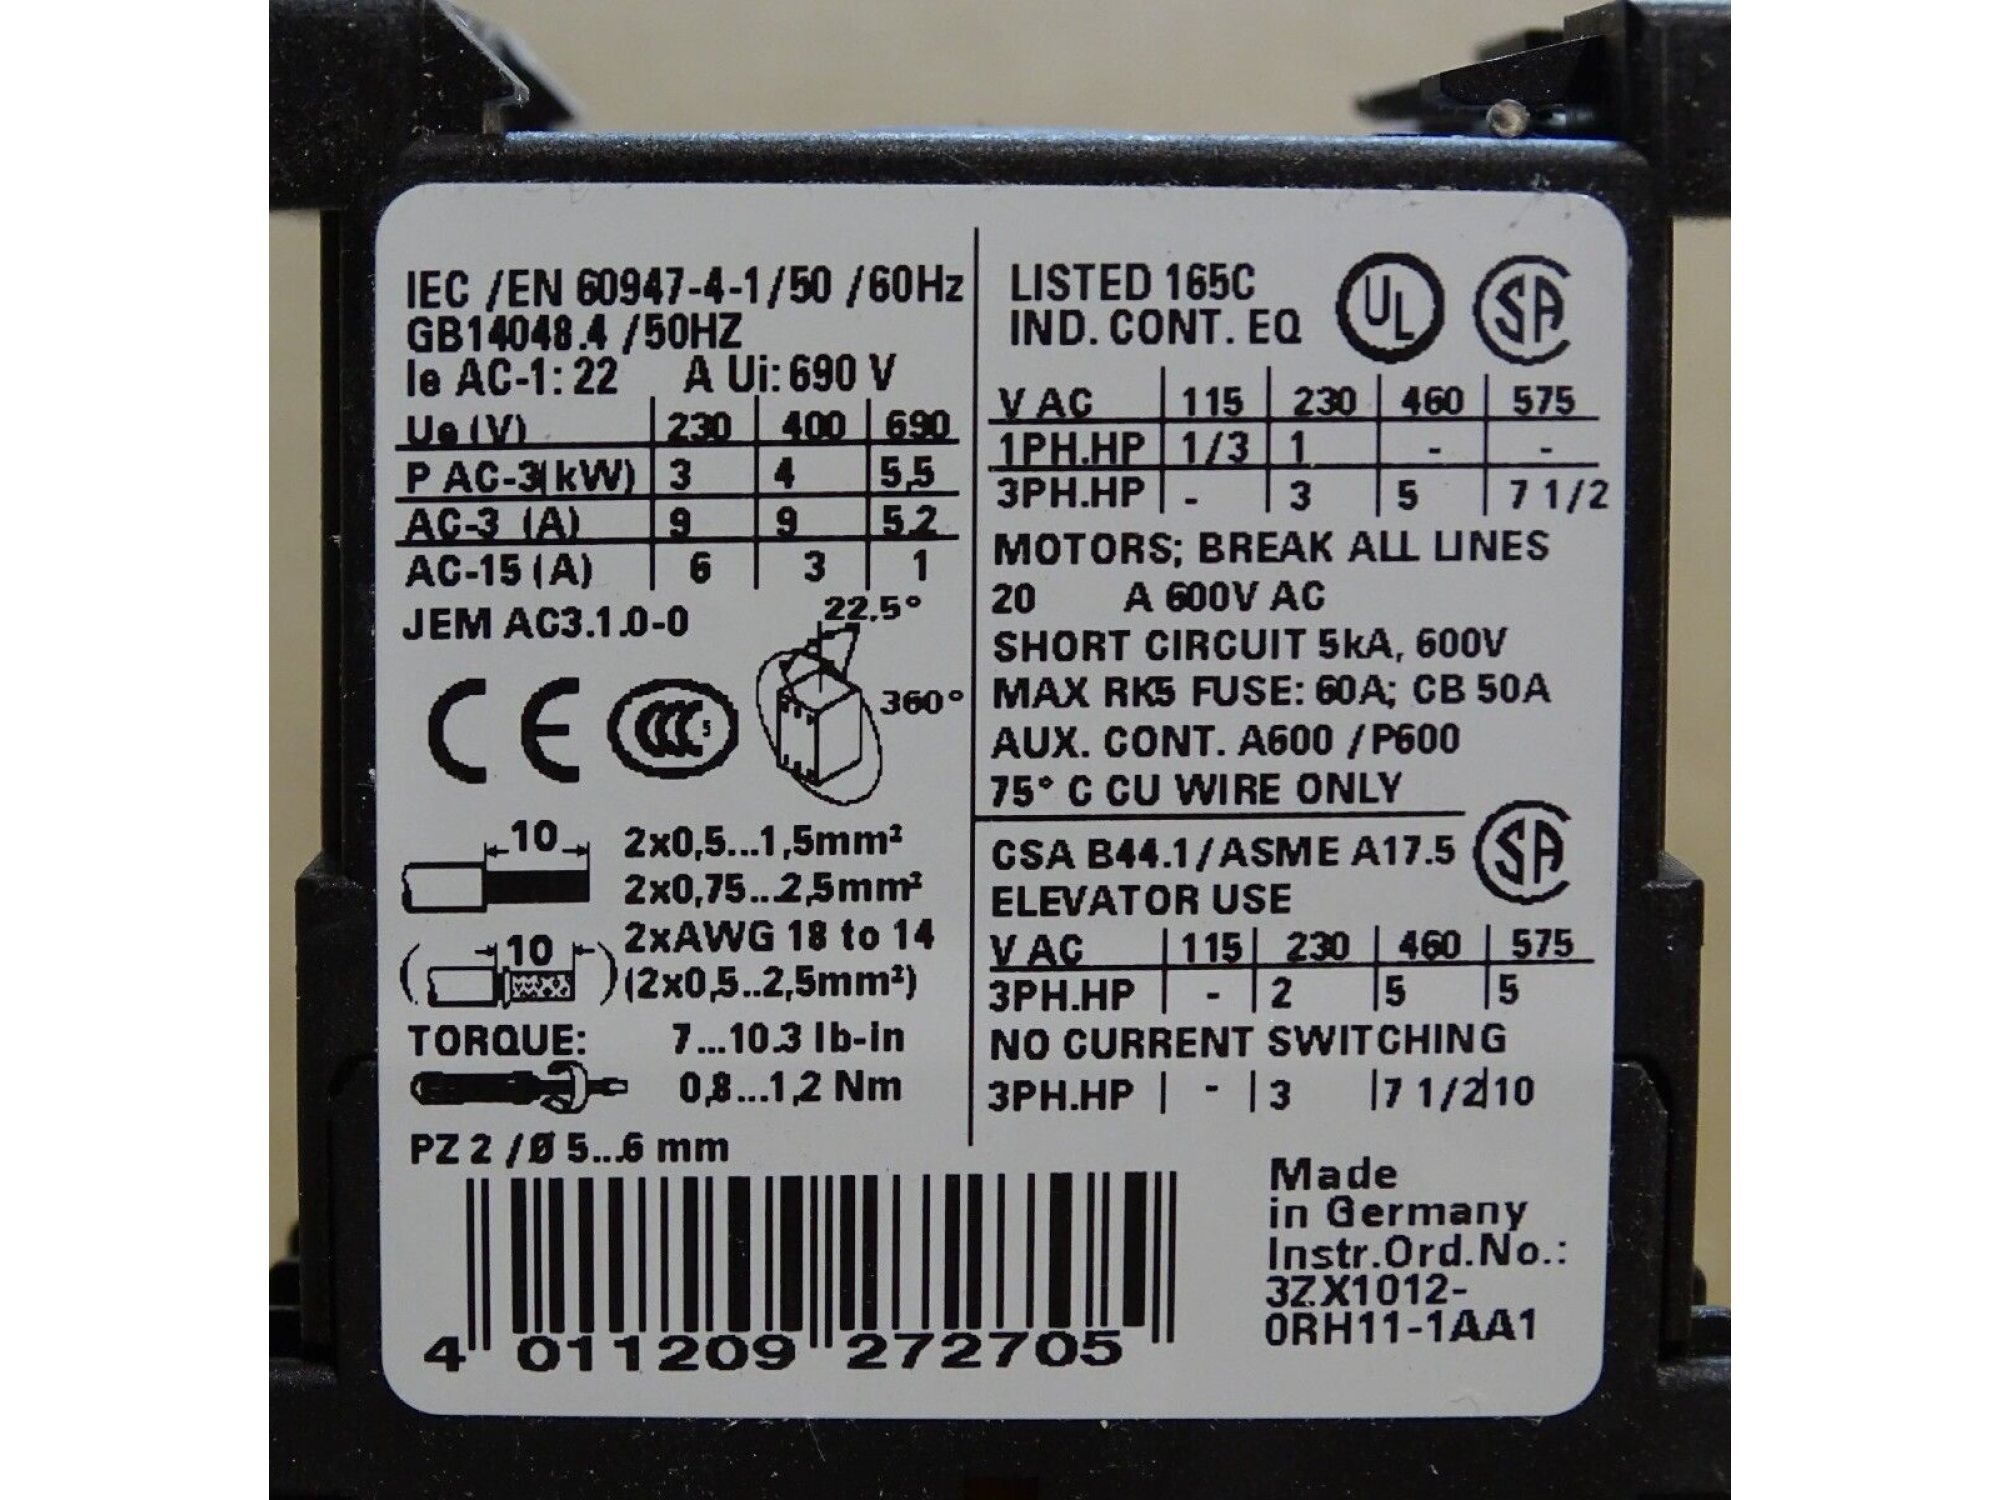 IEC /EN 60947-4-1/50 /60Hz
GB14048.4 /50HZ
Ie AC-1: 22 A Ui: 690 V
Ue (V) 230 400 690
P AC-3(kW) 3 4 5,5
AC-3 (A) 9 9 5.2
AC-15 (A) 6 3 1
JEM AC3.1.0-0
22.5°
360°
CE CCC S
10 2x0,5...1,5mm²
2x0,75...2,5mm²
2xAWG 18 to 14
( 10 ) (2x0,5..2,5mm²)
TORQUE: 7...10.3 lb-in
0,8...1,2 Nm
PZ 2 /Ø 5...6 mm
4 011209 272705
LISTED 165C
IND. CONT. EQ
UL SA
V AC 115 230 460 575
1PH.HP 1/3 1 - -
3PH.HP - 3 5 7 1/2
MOTORS; BREAK ALL LINES
20 A 600V AC
SHORT CIRCUIT 5kA, 600V
MAX RK5 FUSE: 60A; CB 50A
AUX. CONT. A600 /P600
75° C CU WIRE ONLY
CSA B44.1/ASME A17.5
SA
ELEVATOR USE
V AC 115 230 460 575
3PH.HP - 2 5 5
NO CURRENT SWITCHING
3PH.HP - 3 7 1/2 10
Made
in Germany
Instr.Ord.No.:
3ZX1012-
0RH11-1AA1